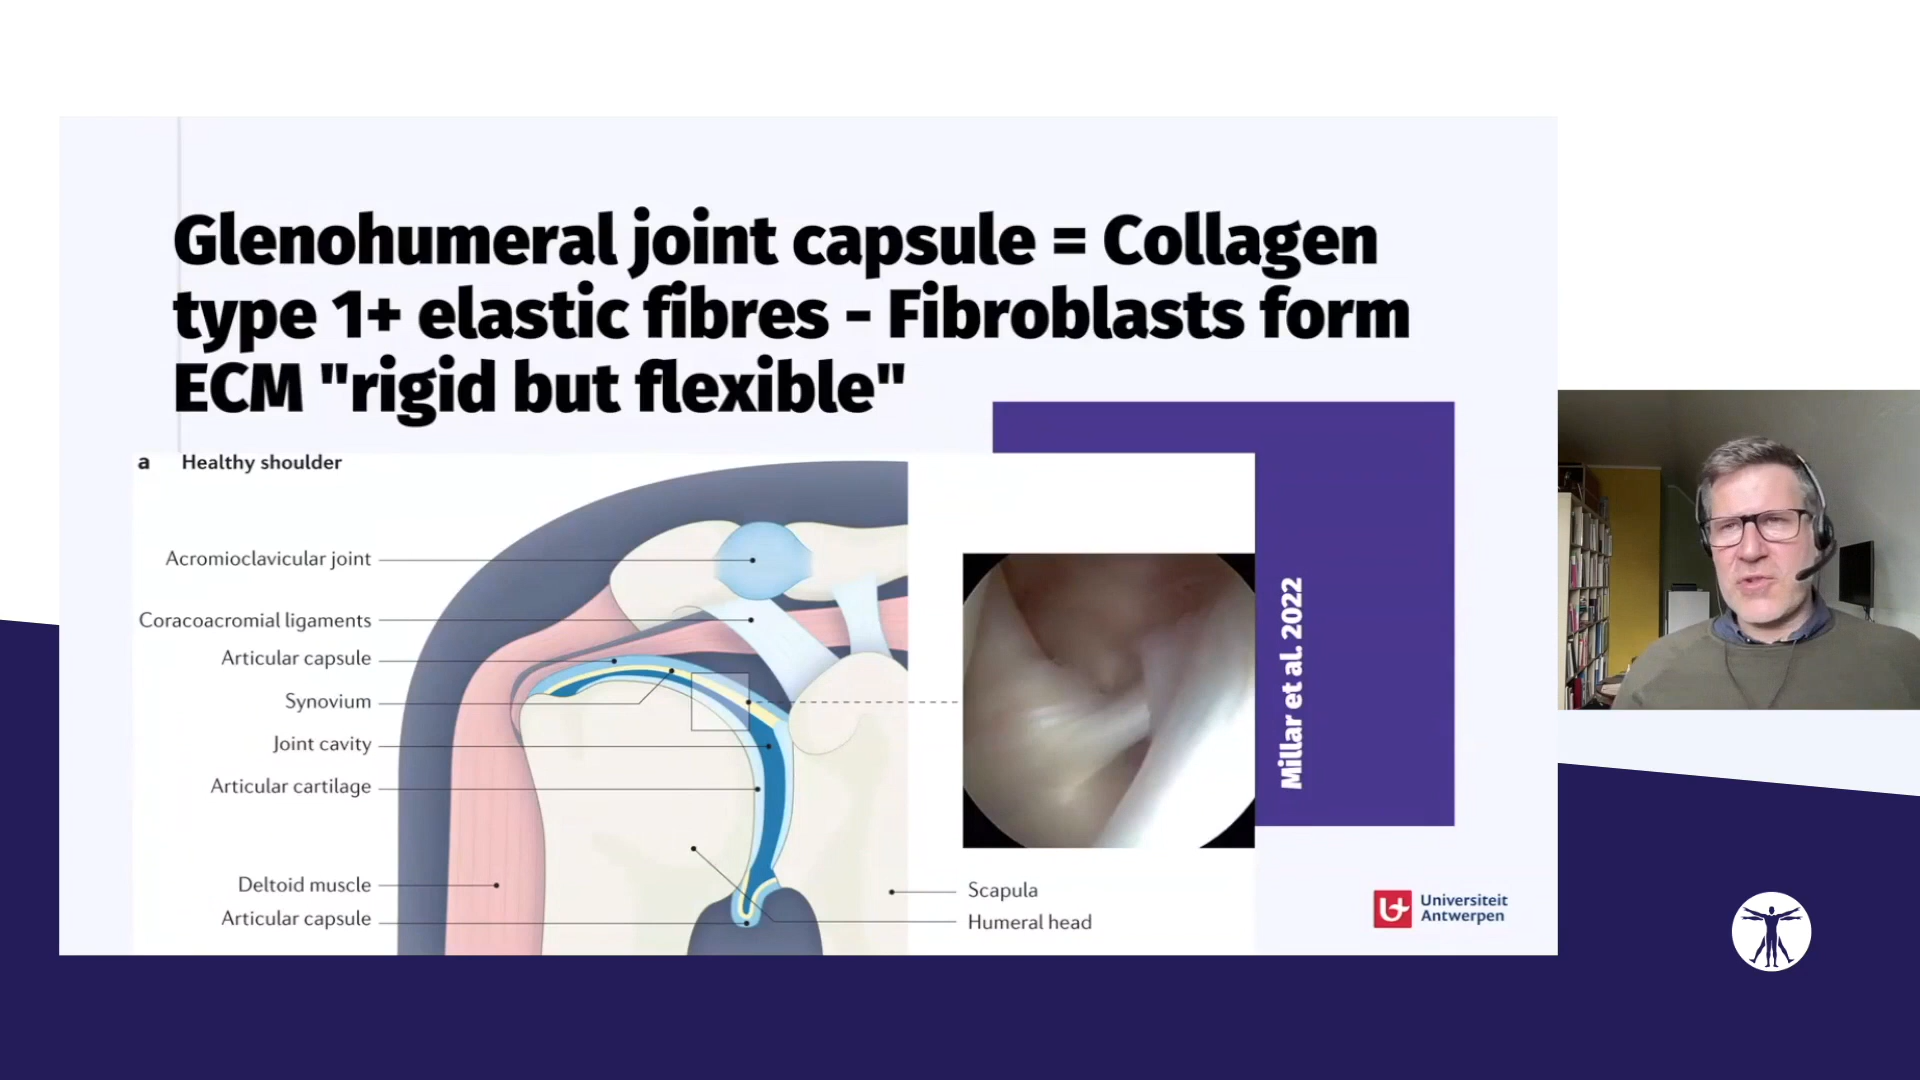 Glenohumeral joint capsule = Collagen
type 1+ elastic fibres - Fibroblasts form
ECM "rigid but flexible"
a Healthy shoulder
Acromioclavicular joint
Coracoacromial ligaments
Articular capsule
Synovium
Joint cavity
Articular cartilage
Deltoid muscle
Articular capsule
Scapula
Humeral head
Millar et al. 2022
Universiteit
Antwerpen